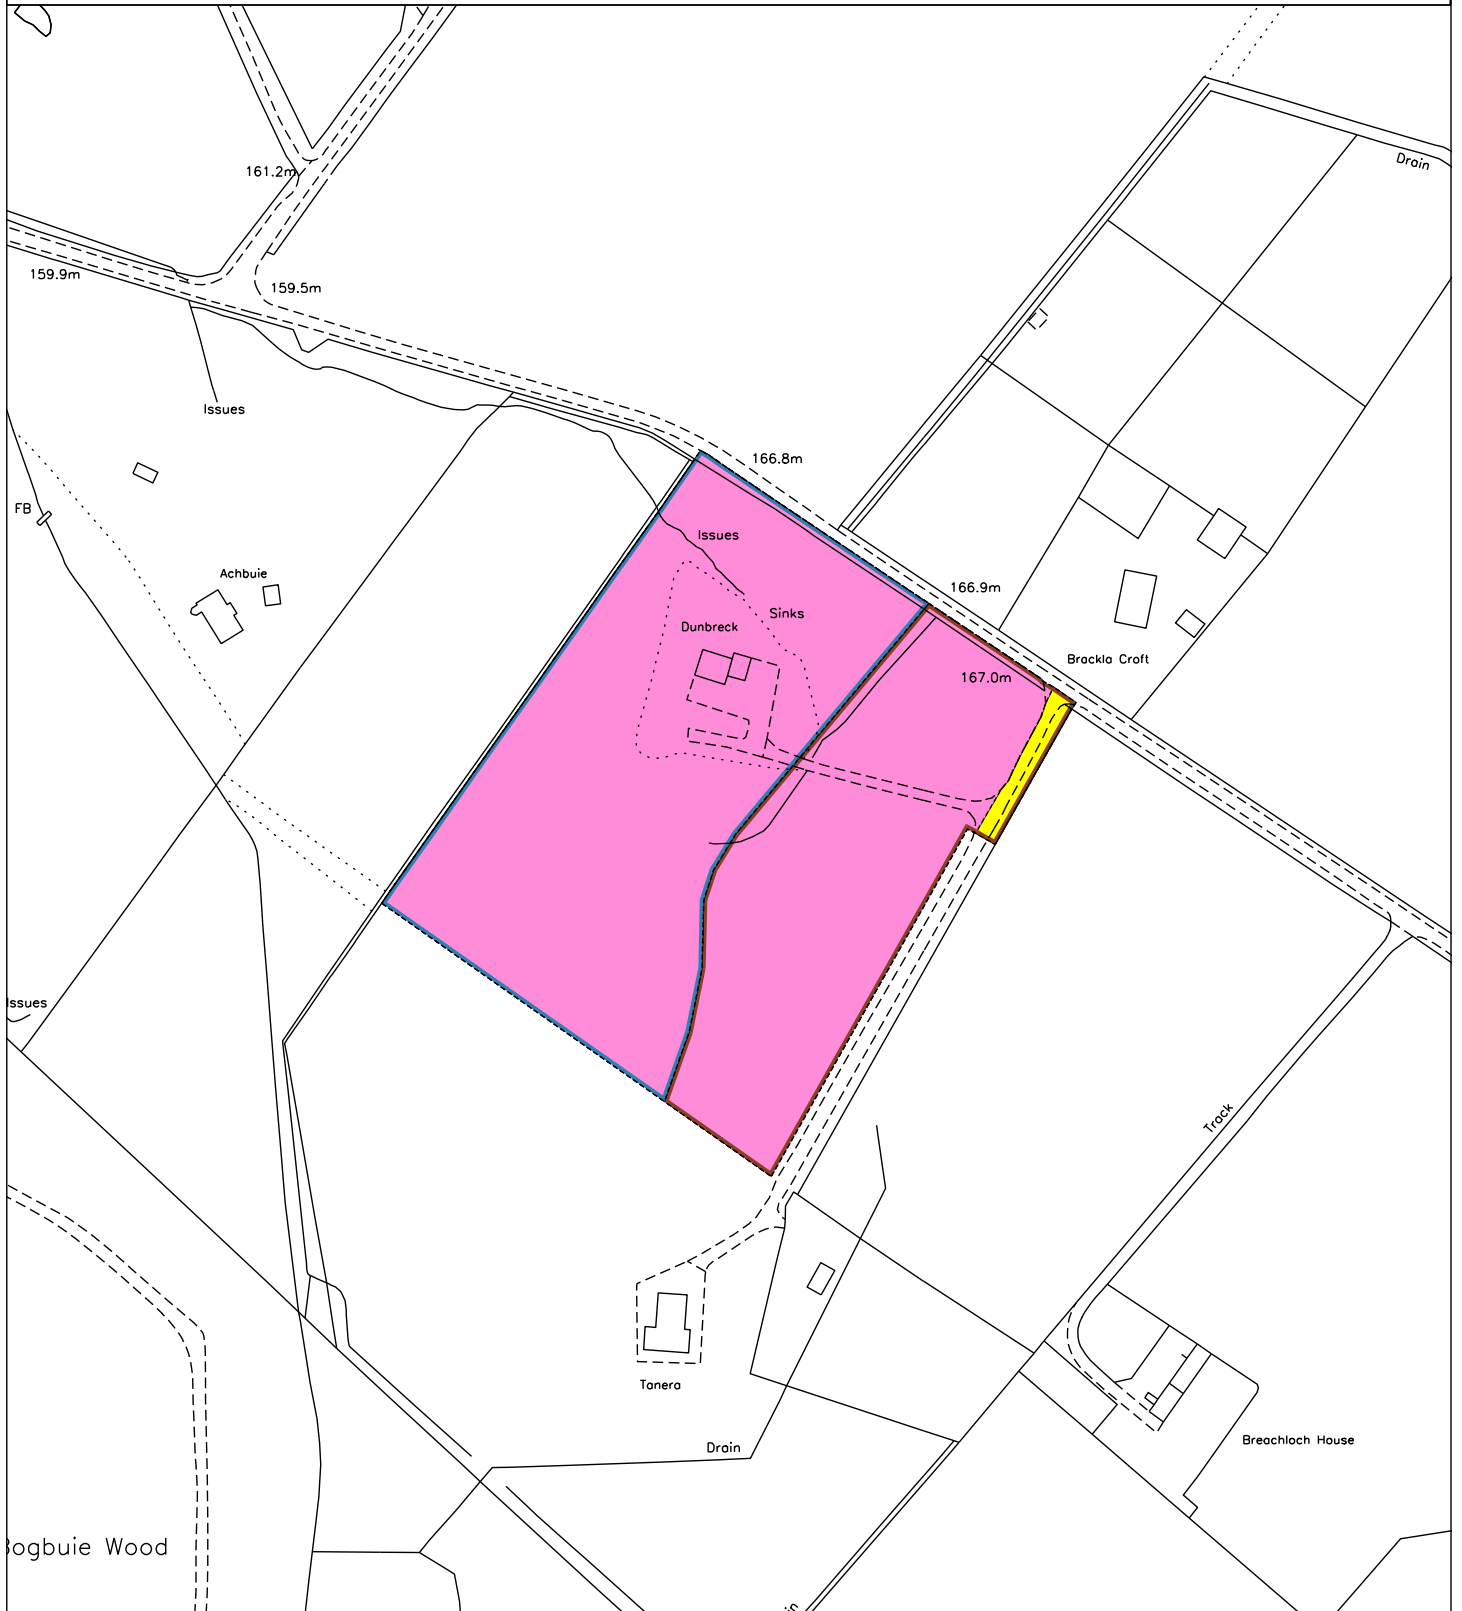 Drain
161.2m
159.9m
159.5m
Issues
166.8m
FB
Issues
Achbuie
166.9m
Sinks
Dunbreck
Brackla Croft
167.0m
Issues
Track
Tanera
Drain
Breachloch House
Bogbuie Wood